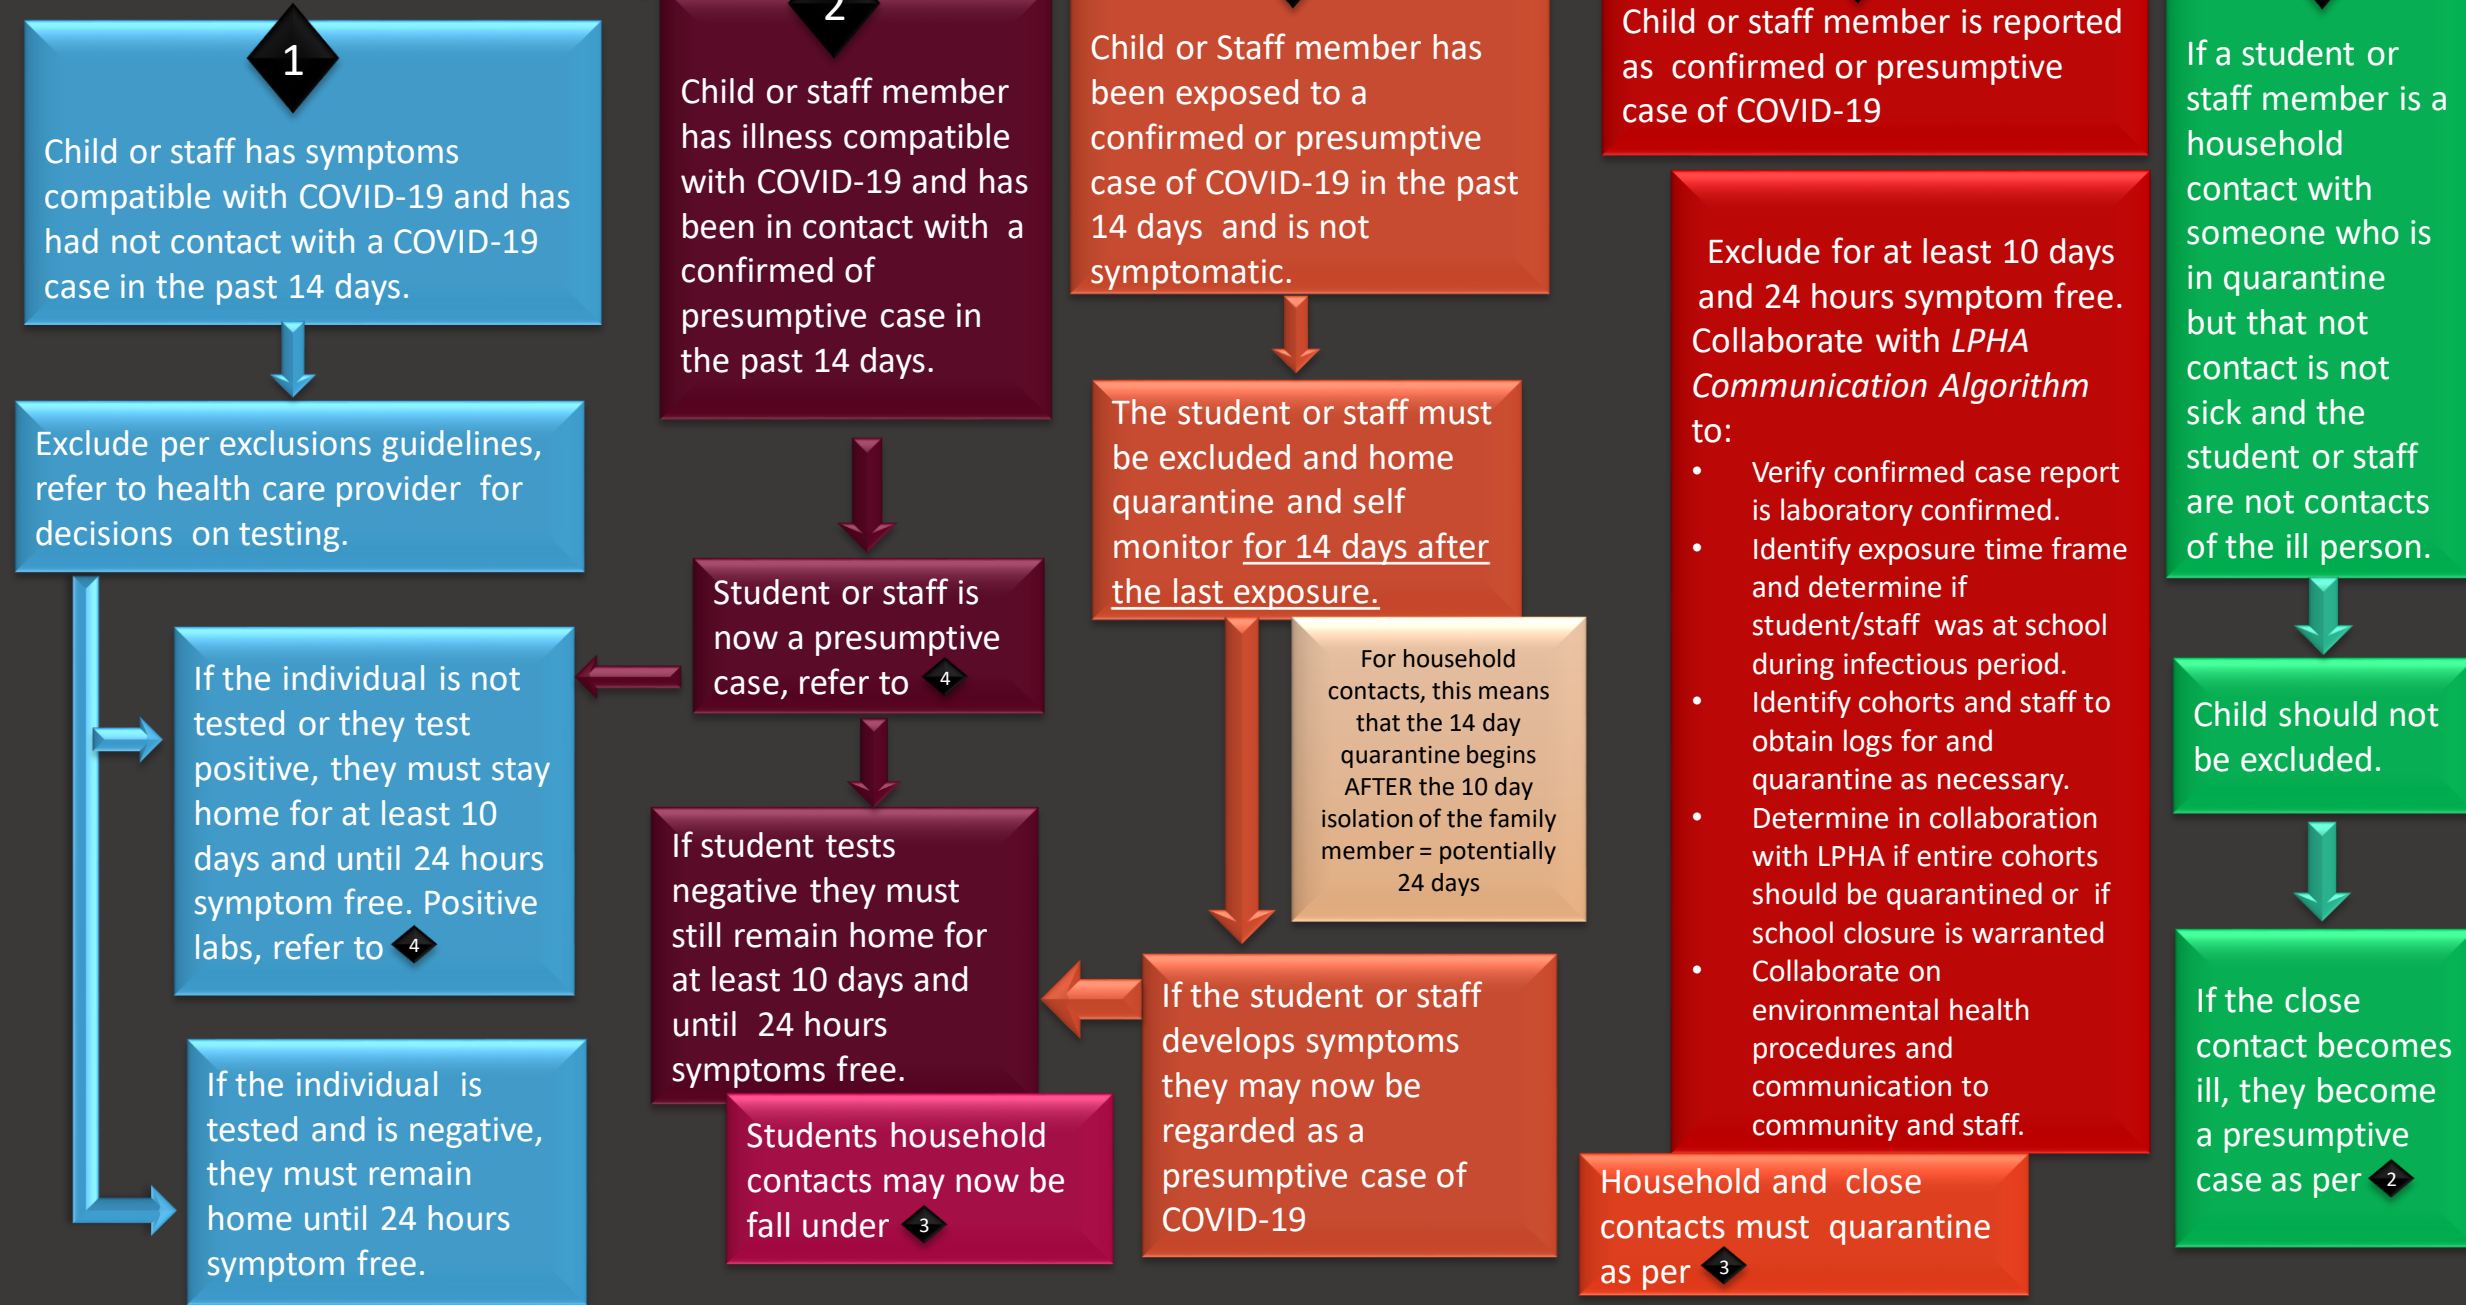 1
Child or staff has symptoms
compatible with COVID-19 and has
had not contact with a COVID-19
case in the past 14 days.
Exclude per exclusions guidelines,
refer to health care provider for
decisions on testing.
If the individual is not
tested or they test
positive, they must stay
home for at least 10
days and until 24 hours
symptom free. Positive
labs, refer to 4
If the individual is
tested and is negative,
they must remain
home until 24 hours
symptom free.
2
Child or staff member
has illness compatible
with COVID-19 and has
been in contact with a
confirmed of
presumptive case in
the past 14 days.
Student or staff is
now a presumptive
case, refer to 4
If student tests
negative they must
still remain home for
at least 10 days and
until 24 hours
symptoms free.
Students household
contacts may now be
fall under 3
Child or Staff member has
been exposed to a
confirmed or presumptive
case of COVID-19 in the past
14 days and is not
symptomatic.
The student or staff must
be excluded and home
quarantine and self
monitor for 14 days after
the last exposure.
For household
contacts, this means
that the 14 day
quarantine begins
AFTER the 10 day
isolation of the family
member = potentially
24 days
If the student or staff
develops symptoms
they may now be
regarded as a
presumptive case of
COVID-19
Child or staff member is reported
as confirmed or presumptive
case of COVID-19
Exclude for at least 10 days
and 24 hours symptom free.
Collaborate with LPHA
Communication Algorithm
to:
• Verify confirmed case report
is laboratory confirmed.
• Identify exposure time frame
and determine if
student/staff was at school
during infectious period.
• Identify cohorts and staff to
obtain logs for and
quarantine as necessary.
• Determine in collaboration
with LPHA if entire cohorts
should be quarantined or if
school closure is warranted
• Collaborate on
environmental health
procedures and
communication to
community and staff.
Household and close
contacts must quarantine
as per 3
If a student or
staff member is a
household
contact with
someone who is
in quarantine
but that not
contact is not
sick and the
student or staff
are not contacts
of the ill person.
Child should not
be excluded.
If the close
contact becomes
ill, they become
a presumptive
case as per 2